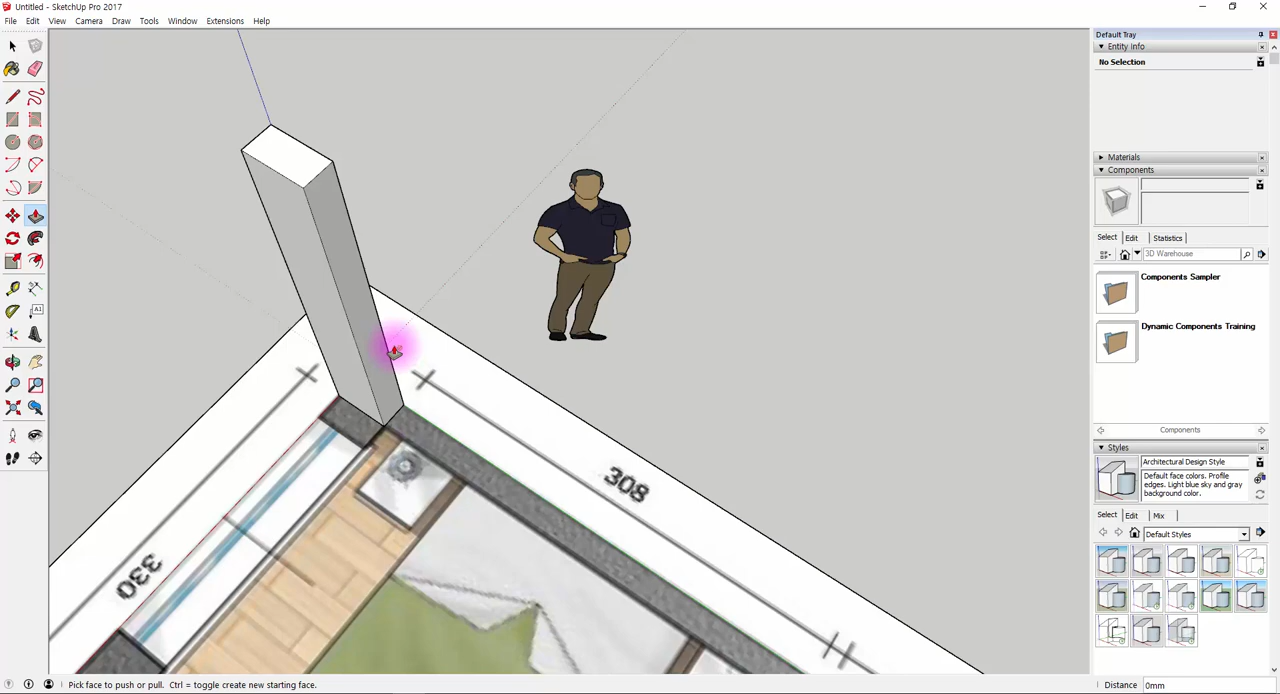 Untitled - SketchUp Pro 2017
File Edit View Camera Draw Tools Window Extensions Help
Default Tray
Entity Info
No Selection
Materials
Components
Select Edit Statistics
3D Warehouse
Components Sampler
Dynamic Components Training
Components
Styles
Architectural Design Style
Default face colors. Profile
edges. Light blue sky and gray
background color.
Select Edit Mix
Default Styles
308
330
Pick face to push or pull. Ctrl = toggle create new starting face.
Distance 0mm